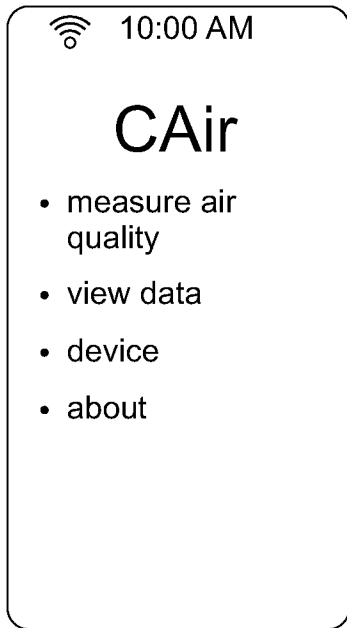 10:00 AM
CAir
• measure air
quality
• view data
• device
• about